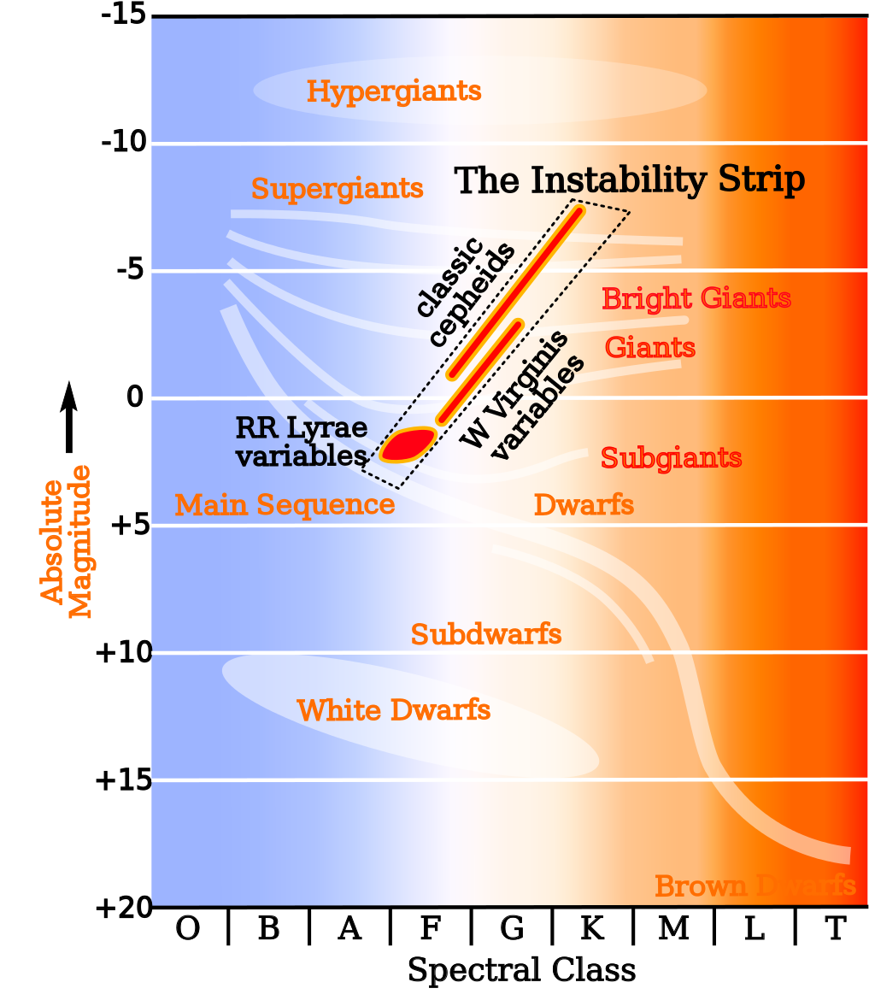 -15
Hypergiants
-10
Supergiants
The Instability Strip
classic
cepheids
-5
Bright Giants
Giants
W Virginis
variables
0
RR Lyrae
variables
Subgiants
Main Sequence
Dwarfs
+5
Absolute
Magnitude
Subdwarfs
+10
White Dwarfs
+15
Brown Dwarfs
+20
O B A F G K M L T
Spectral Class